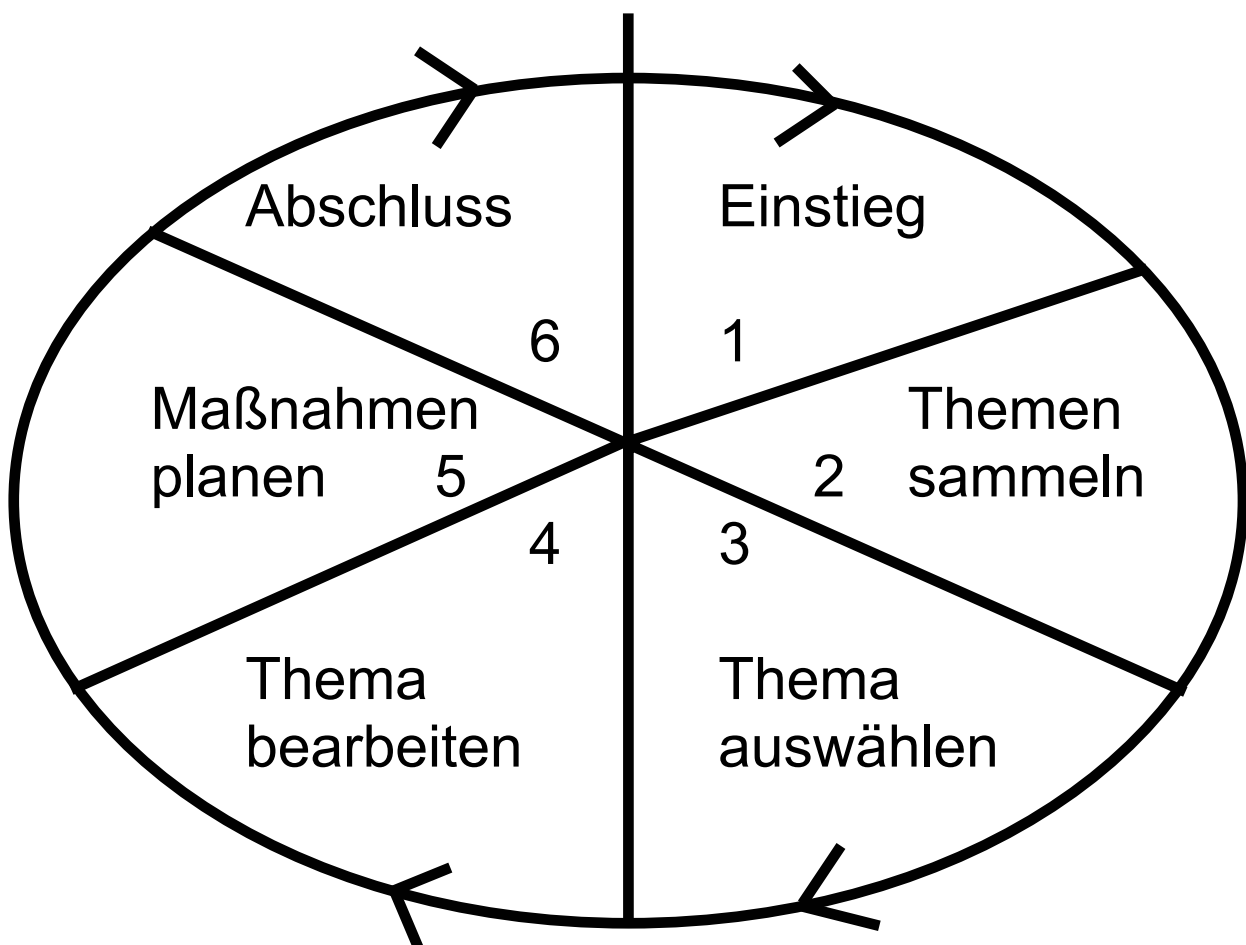 Einstieg
1
Themen
sammeln
2
3
Thema
auswählen
4
Thema
bearbeiten
Maßnahmen
planen
5
Abschluss
6